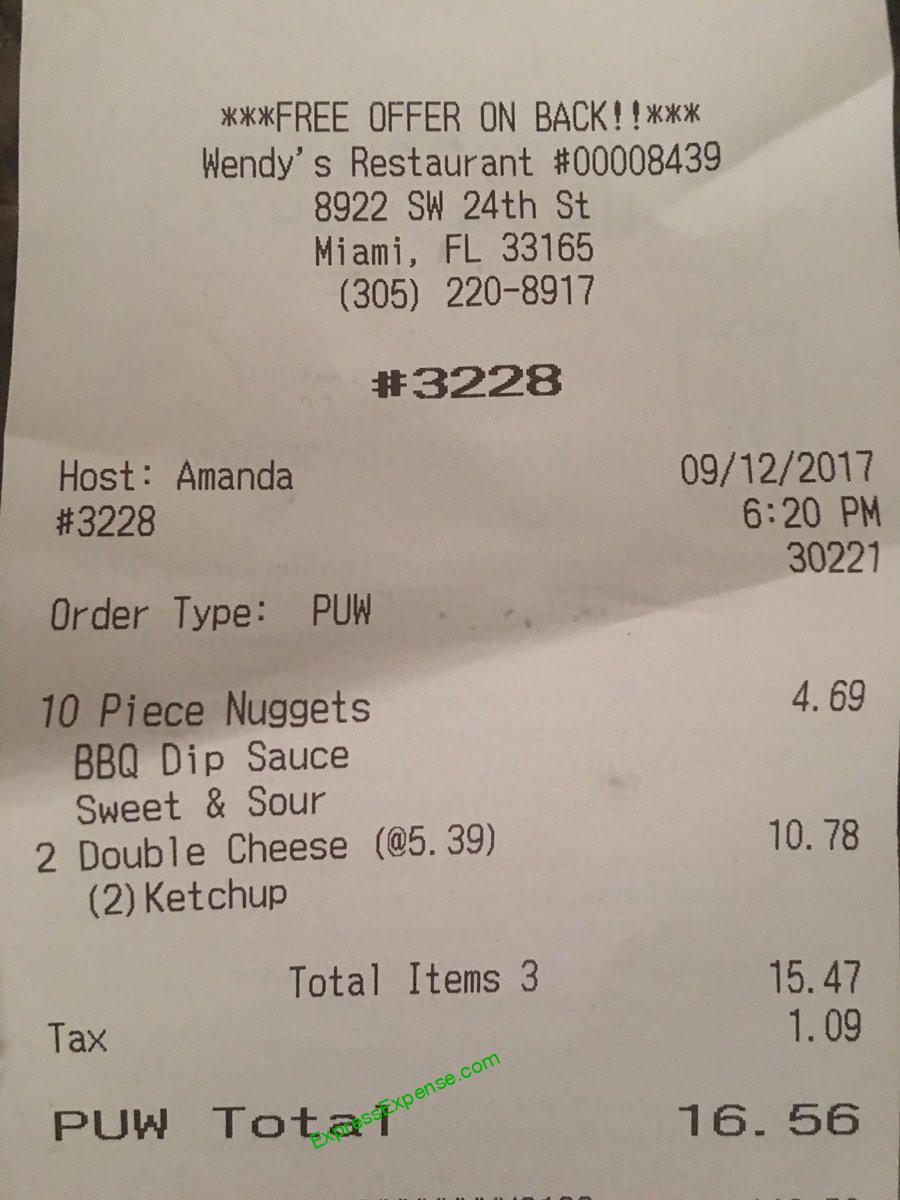 ***FREE OFFER ON BACK!!***
Wendy's Restaurant #00008439
8922 SW 24th St
Miami, FL 33165
(305) 220-8917
#3228
Host: Amanda 09/12/2017
#3228 6:20 PM
30221
Order Type: PUW
10 Piece Nuggets 4.69
BBQ Dip Sauce
Sweet & Sour
2 Double Cheese (@5.39) 10.78
(2)Ketchup
Total Items 3 15.47
Tax 1.09
PUW Total 16.56
ExpressExpense.com